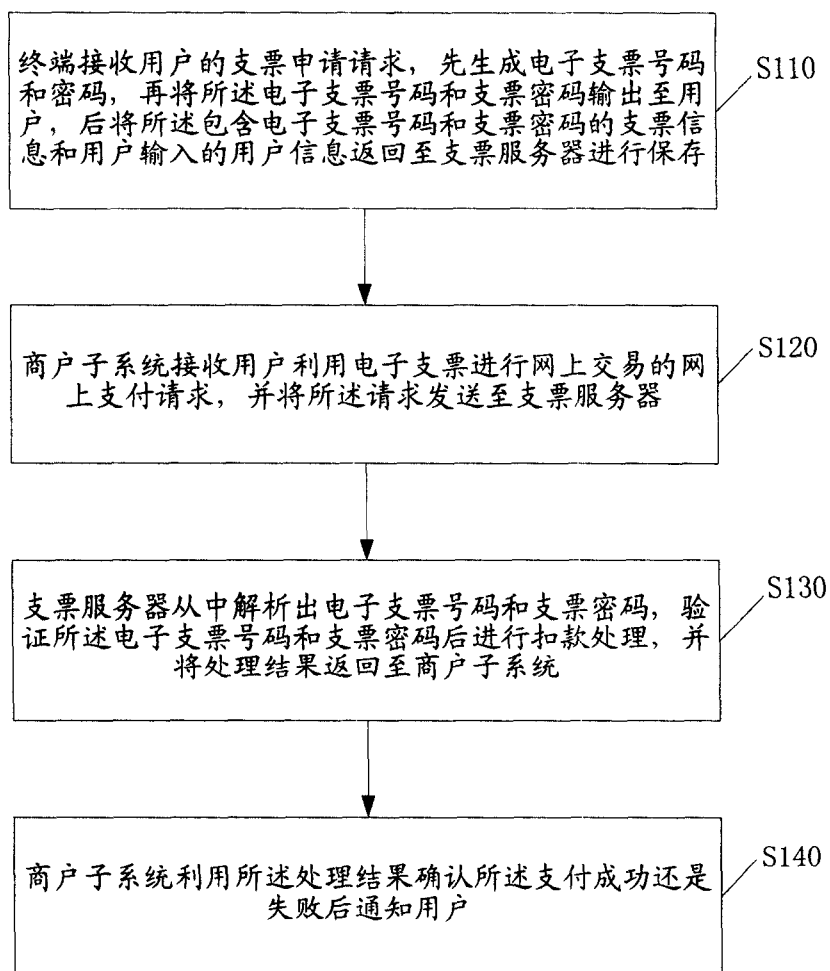 终端接收用户的支票申请请求，先生成电子支票号码
和密码，再将所述电子支票号码和支票密码输出至用
户，后将所述包含电子支票号码和支票密码的支票信
息和用户输入的用户信息返回至支票服务器进行保存
S110
商户子系统接收用户利用电子支票进行网上交易的网
上支付请求，并将所述请求发送至支票服务器
S120
支票服务器从中解析出电子支票号码和支票密码，验
证所述电子支票号码和支票密码后进行扣款处理，并
将处理结果返回至商户子系统
S130
商户子系统利用所述处理结果确认所述支付成功还是
失败后通知用户
S140